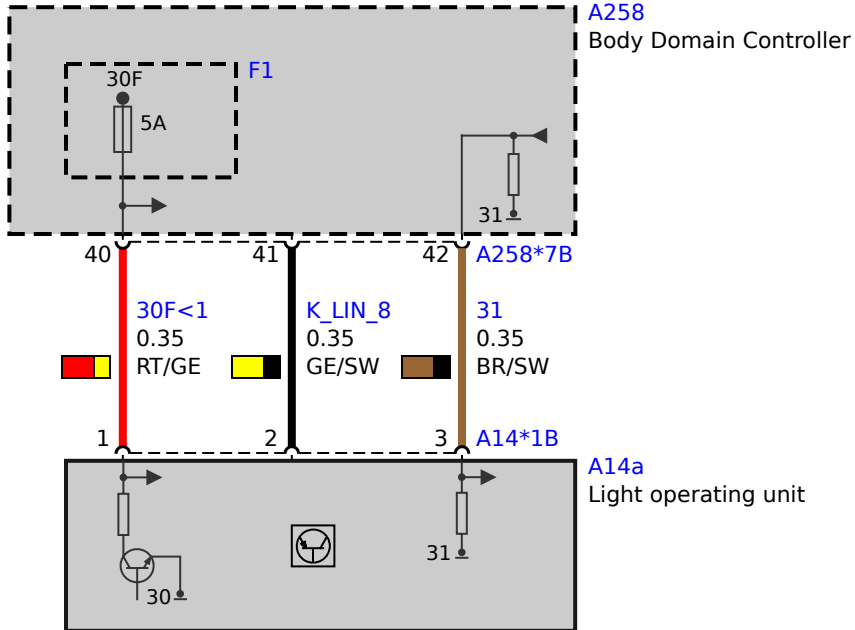 A258
Body Domain Controller
F1
30F
5A
31
40
41
42
A258*7B
30F<1
0.35
RT/GE
K_LIN_8
0.35
GE/SW
31
0.35
BR/SW
1
2
3
A14*1B
A14a
Light operating unit
31
30